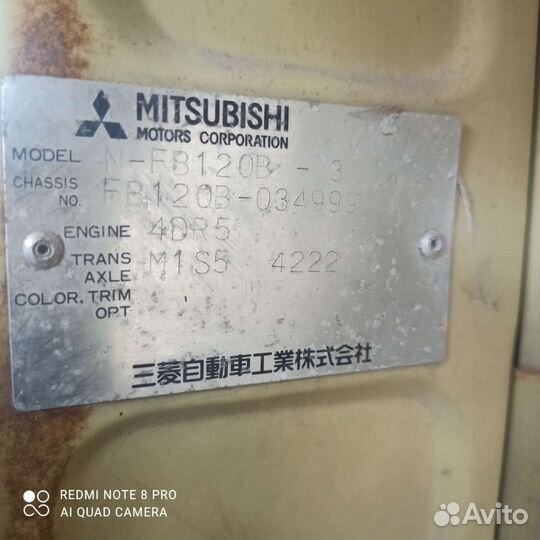 MITSUBISHI
MOTORS CORPORATION
MODEL N-FB120B - 3
CHASSIS NO. FB120B-034999
ENGINE 4DR5
TRANS AXLE M1S5 4222
COLOR, TRIM OPT
三菱自動車工業株式会社
REDMI NOTE 8 PRO
AI QUAD CAMERA
Avito